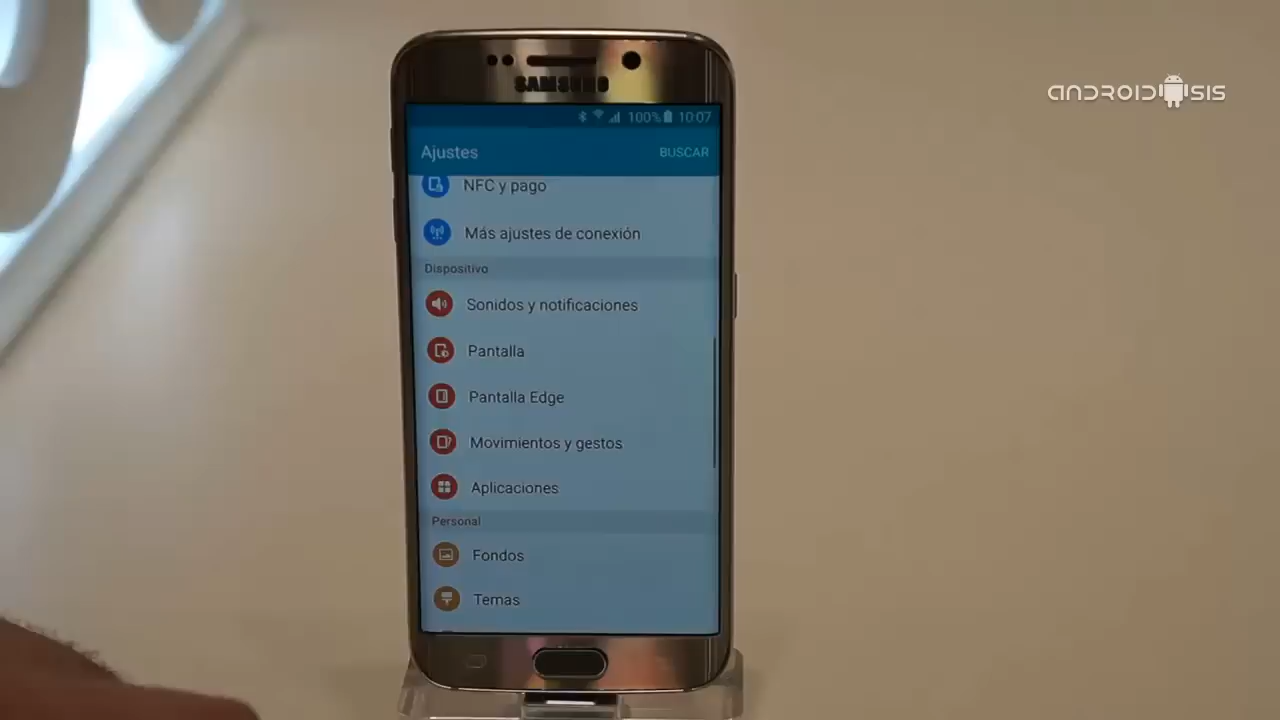 ANDROIDSIS
SAMSUNG
100% 10:07
Ajustes
BUSCAR
NFC y pago
Más ajustes de conexión
Dispositivo
Sonidos y notificaciones
Pantalla
Pantalla Edge
Movimientos y gestos
Aplicaciones
Personal
Fondos
Temas